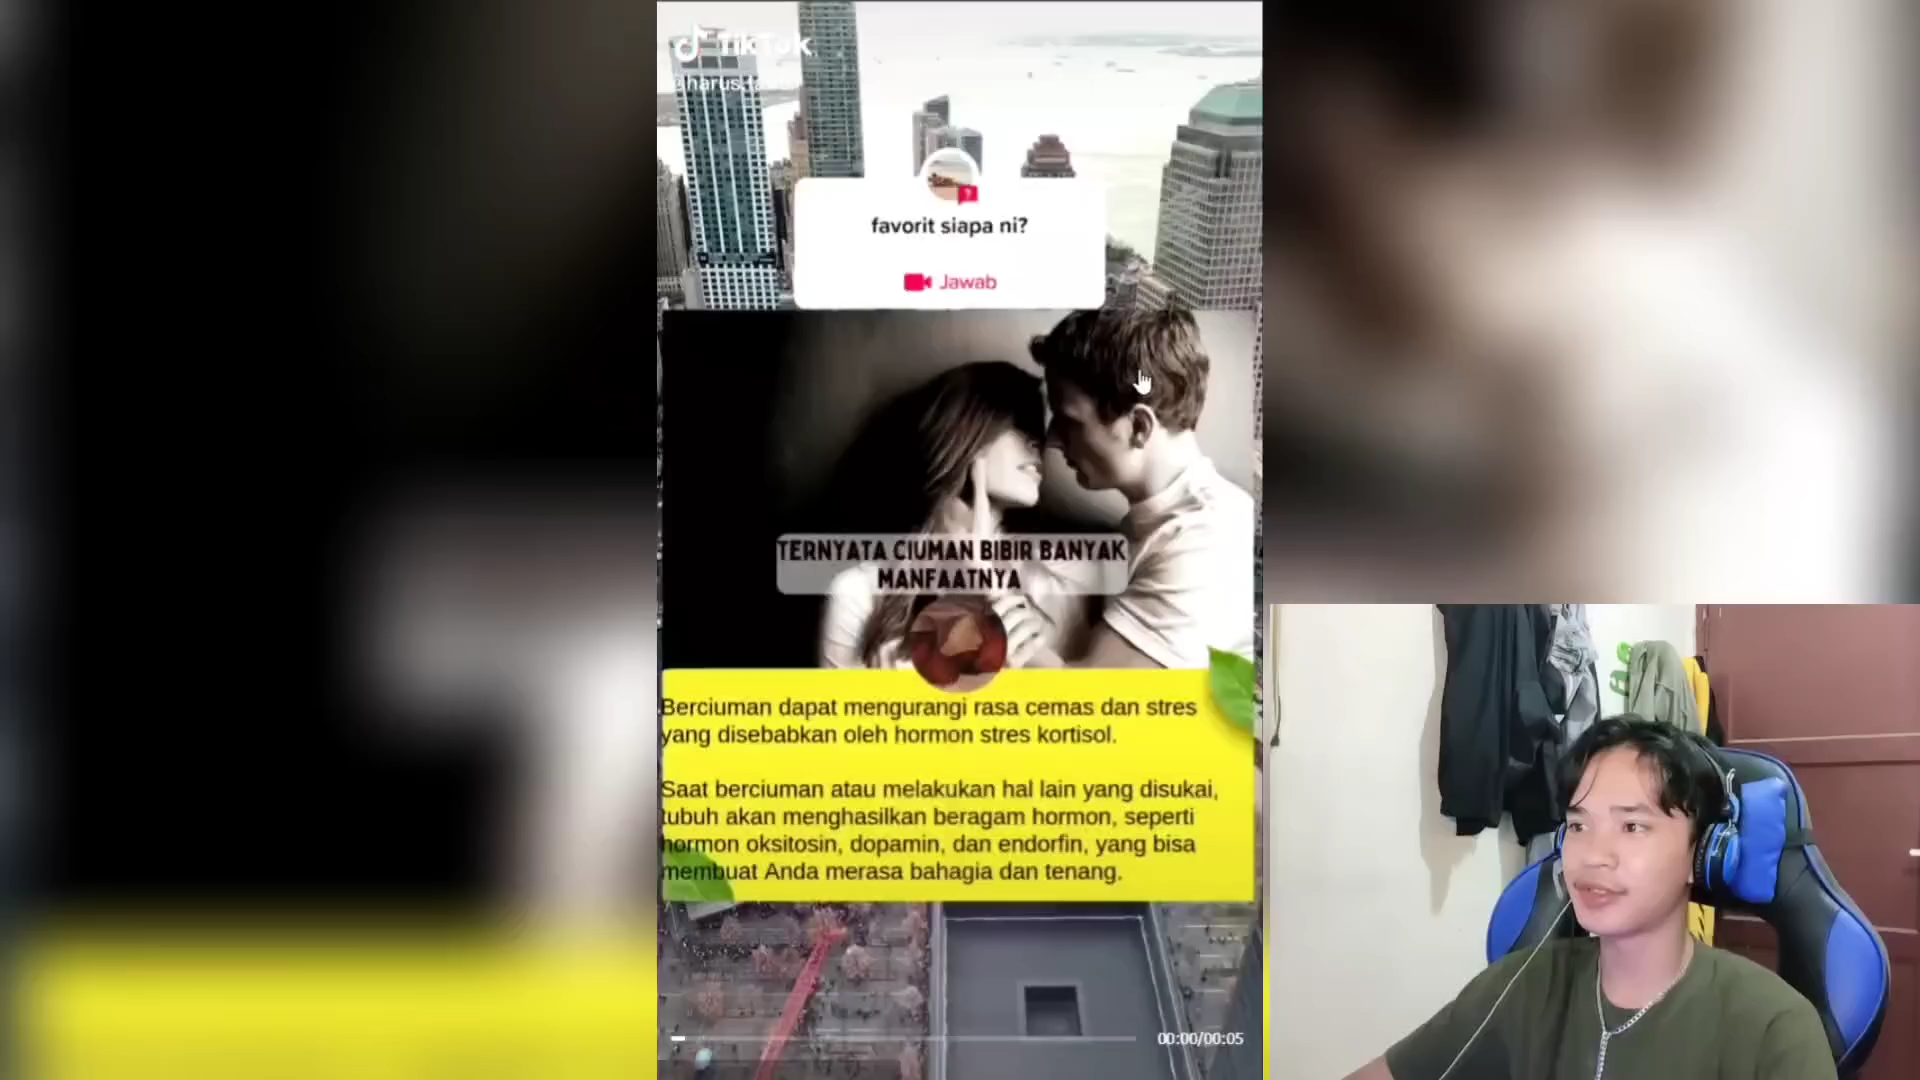 TikTok
favorit siapa ni?
Jawab
TERNYATA CIUMAN BIBIR BANYAK
MANFAATNYA
Berciuman dapat mengurangi rasa cemas dan stres
yang disebabkan oleh hormon stres kortisol.
Saat berciuman atau melakukan hal lain yang disukai,
tubuh akan menghasilkan beragam hormon, seperti
hormon oksitosin, dopamin, dan endorfin, yang bisa
membuat Anda merasa bahagia dan tenang.
00:00/00:05